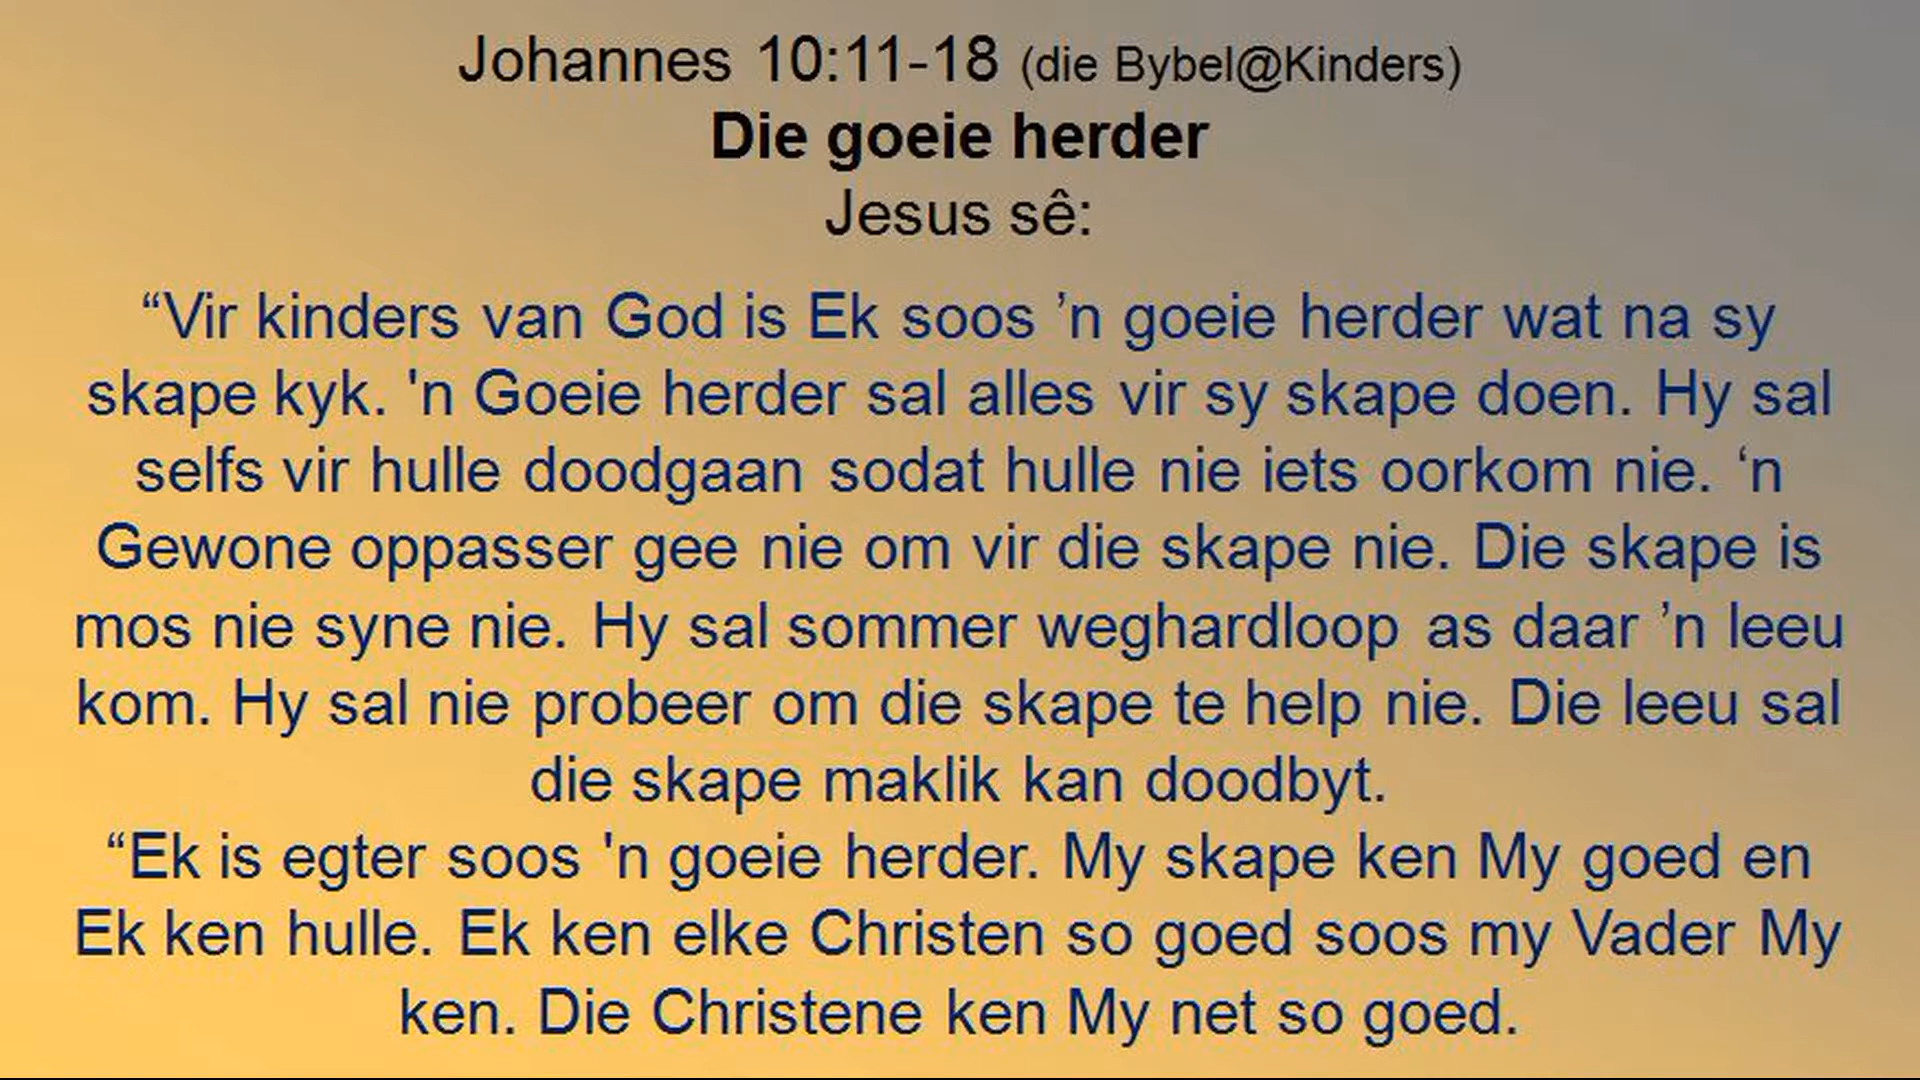 Johannes 10:11-18 (die Bybel@Kinders)
Die goeie herder
Jesus sê:
“Vir kinders van God is Ek soos ’n goeie herder wat na sy
skape kyk. 'n Goeie herder sal alles vir sy skape doen. Hy sal
selfs vir hulle doodgaan sodat hulle nie iets oorkom nie. ‘n
Gewone oppasser gee nie om vir die skape nie. Die skape is
mos nie syne nie. Hy sal sommer weghardloop as daar ’n leeu
kom. Hy sal nie probeer om die skape te help nie. Die leeu sal
die skape maklik kan doodbyt.
“Ek is egter soos 'n goeie herder. My skape ken My goed en
Ek ken hulle. Ek ken elke Christen so goed soos my Vader My
ken. Die Christene ken My net so goed.